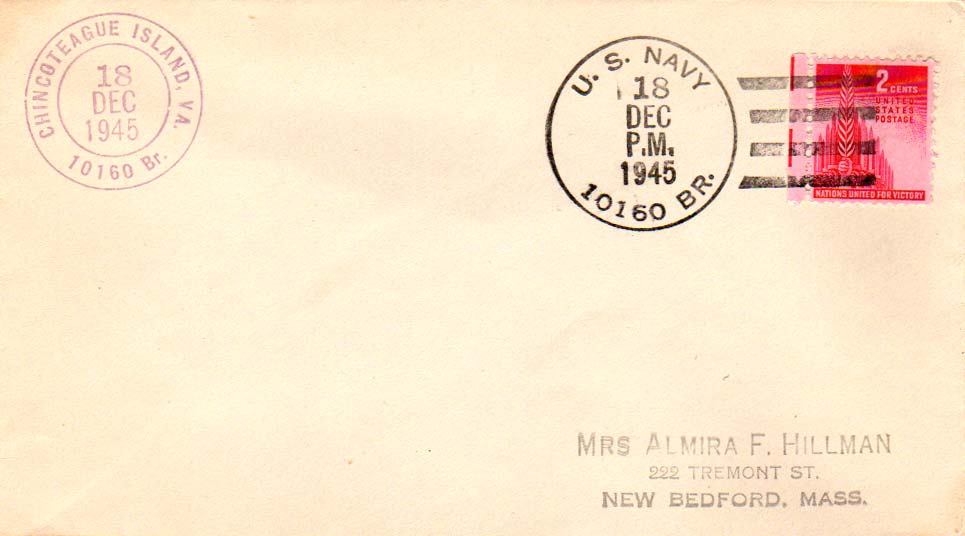 CHINCOTEAGUE ISLAND, VA.
18
DEC
1945
10160 Br.
U. S. NAVY
18
DEC
P.M.
1945
10160 BR.
2 CENTS
UNITED
STATES
POSTAGE
NATIONS UNITED FOR VICTORY
MRS ALMIRA F. HILLMAN
222 TREMONT ST.
NEW BEDFORD, MASS.